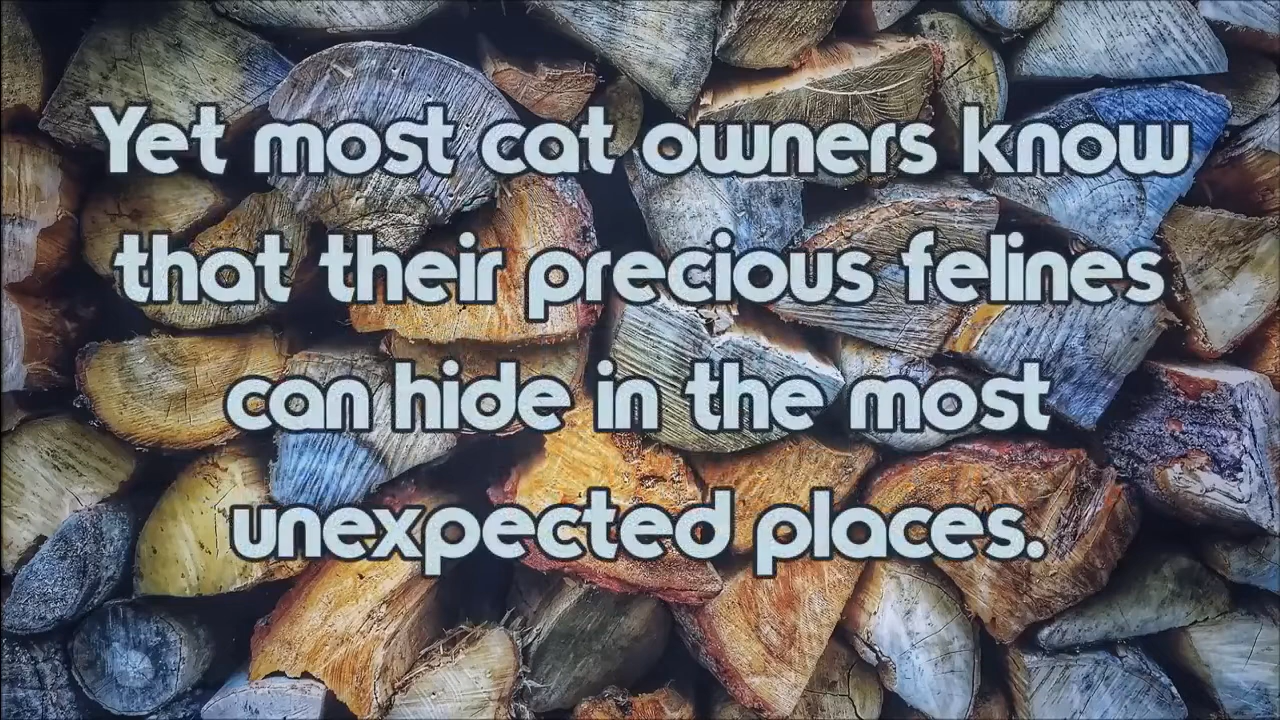 Yet most cat owners know
that their precious felines
can hide in the most
unexpected places.